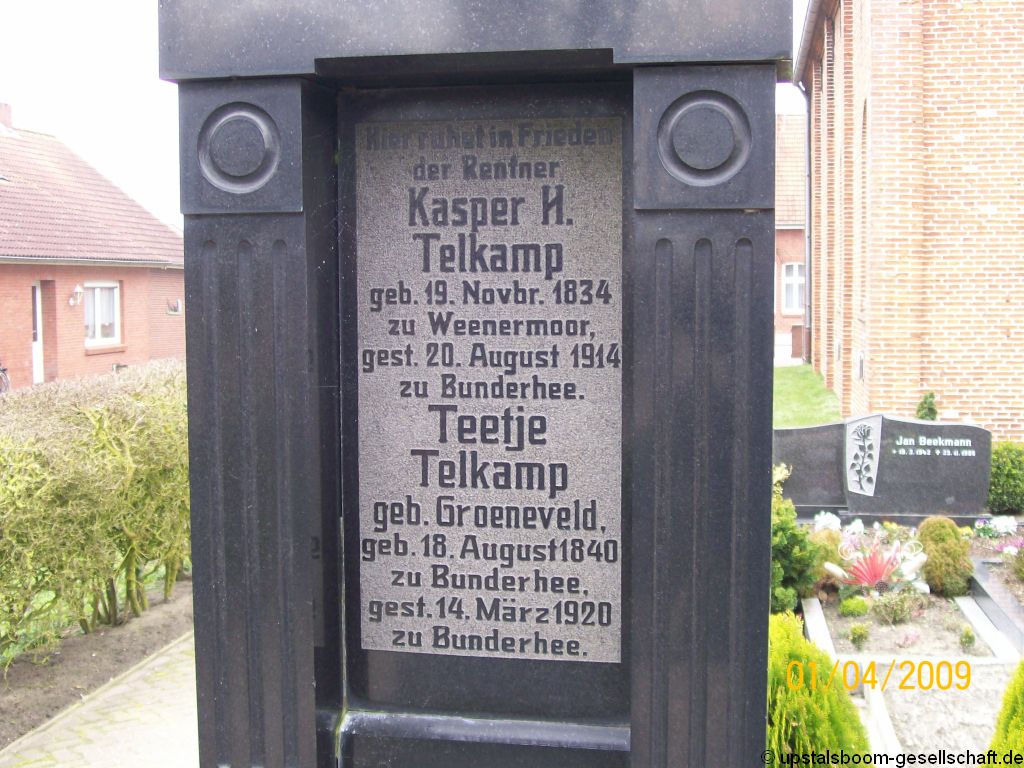 Hier ruhet in Frieden
der Rentner
Kasper H.
Telkamp
geb. 19. Novbr. 1834
zu Weenermoor,
gest. 20. August 1914
zu Bunderhee.
Teetje
Telkamp
geb. Groeneveld,
geb. 18. August 1840
zu Bunderhee,
gest. 14. März 1920
zu Bunderhee.
Jan Beekmann
01/04/2009
© upstalsboom-gesellschaft.de